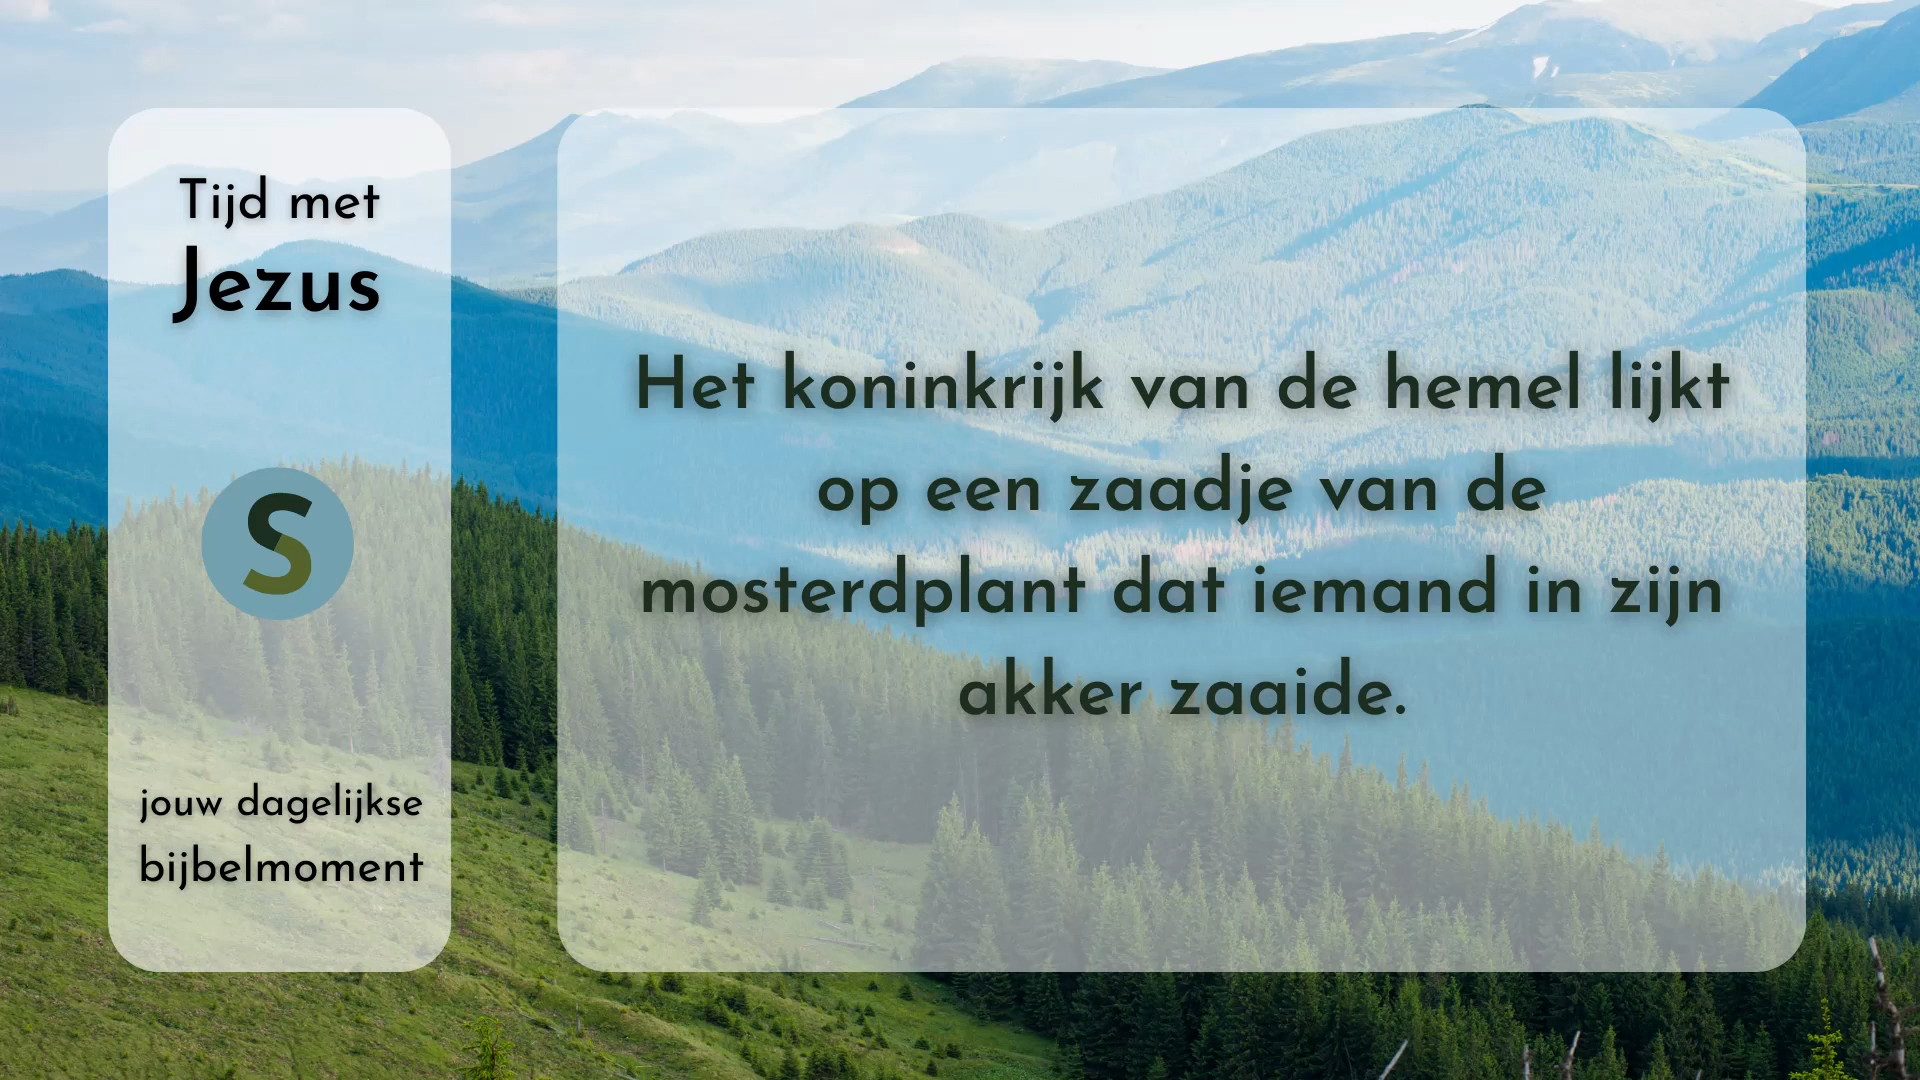 Tijd met
Jezus
S
jouw dagelijkse
bijbelmoment
Het koninkrijk van de hemel lijkt
op een zaadje van de
mosterdplant dat iemand in zijn
akker zaaide.